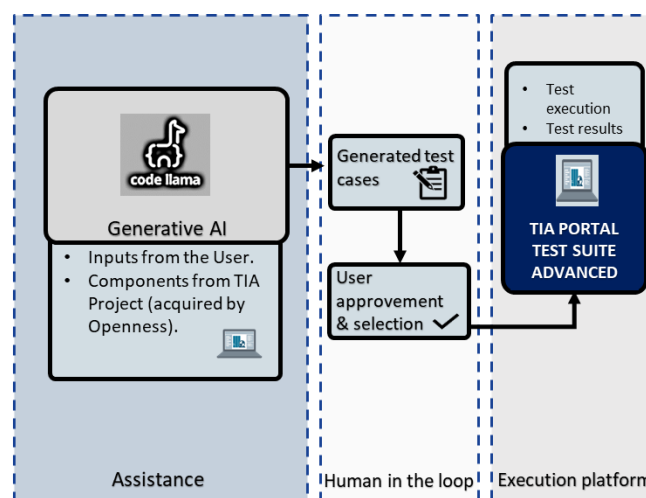 code llama
Generative AI
• Inputs from the User.
• Components from TIA
Project (acquired by
Openness).
Assistance
Generated test
cases
User
approvement
& selection
Human in the loop
• Test
execution
• Test results
TIA PORTAL
TEST SUITE
ADVANCED
Execution platform